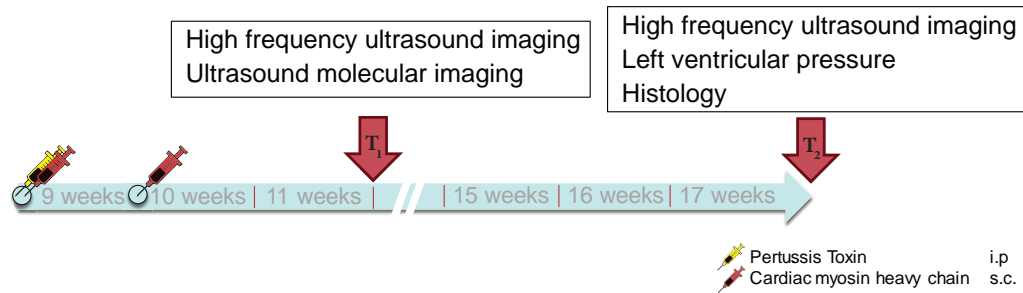 High frequency ultrasound imaging
Ultrasound molecular imaging
High frequency ultrasound imaging
Left ventricular pressure
Histology
T1
T2
9 weeks 10 weeks 11 weeks 15 weeks 16 weeks 17 weeks
Pertussis Toxin i.p
Cardiac myosin heavy chain s.c.